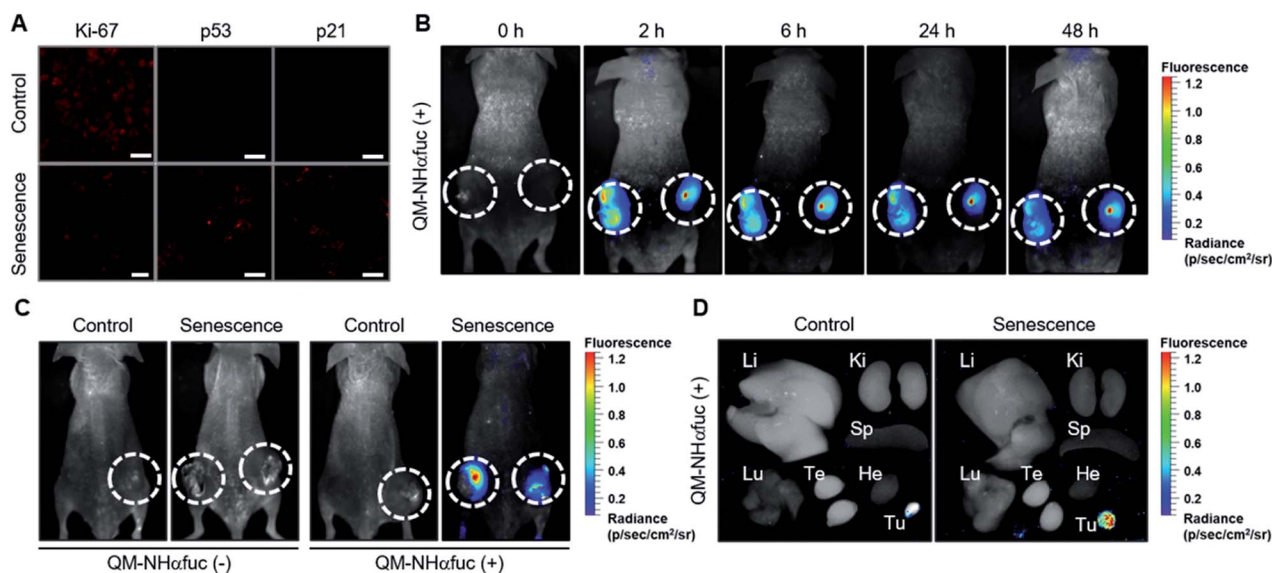 A
Ki-67 p53 p21
Control
Senescence
B
0 h 2 h 6 h 24 h 48 h
QM-NHαfuc (+)
Fluorescence
1.2
1.0
0.8
0.6
0.4
0.2
Radiance
(p/sec/cm²/sr)
C
Control Senescence Control Senescence
QM-NHαfuc (-) QM-NHαfuc (+)
Fluorescence
1.2
1.0
0.8
0.6
0.4
0.2
Radiance
(p/sec/cm²/sr)
D
Control Senescence
QM-NHαfuc (+)
Li Ki
Sp
Lu Te He
Tu
Li Ki
Sp
Lu Te He
Tu
Fluorescence
1.2
1.0
0.8
0.6
0.4
0.2
Radiance
(p/sec/cm²/sr)